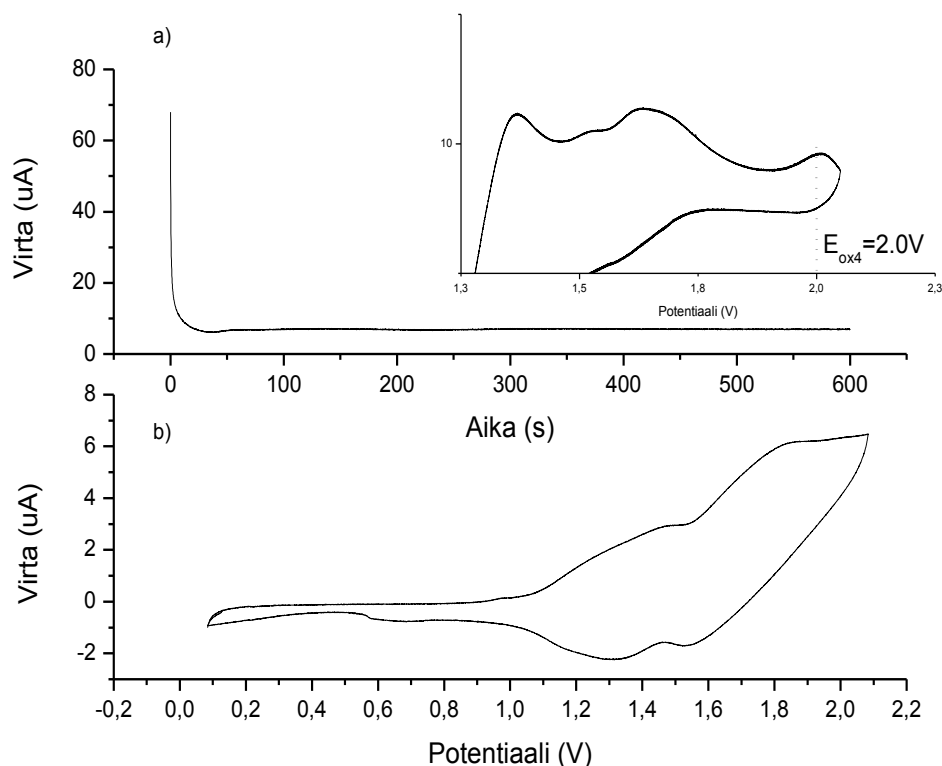 a)
80
60
40
20
0
Virta (uA)
0 100 200 300 400 500 600
Aika (s)
10
E_ox4=2.0V
1,3 1,5 1,8 2,0 2,3
Potentiaali (V)
b)
8
6
4
2
0
-2
Virta (uA)
-0,2 0,0 0,2 0,4 0,6 0,8 1,0 1,2 1,4 1,6 1,8 2,0 2,2
Potentiaali (V)